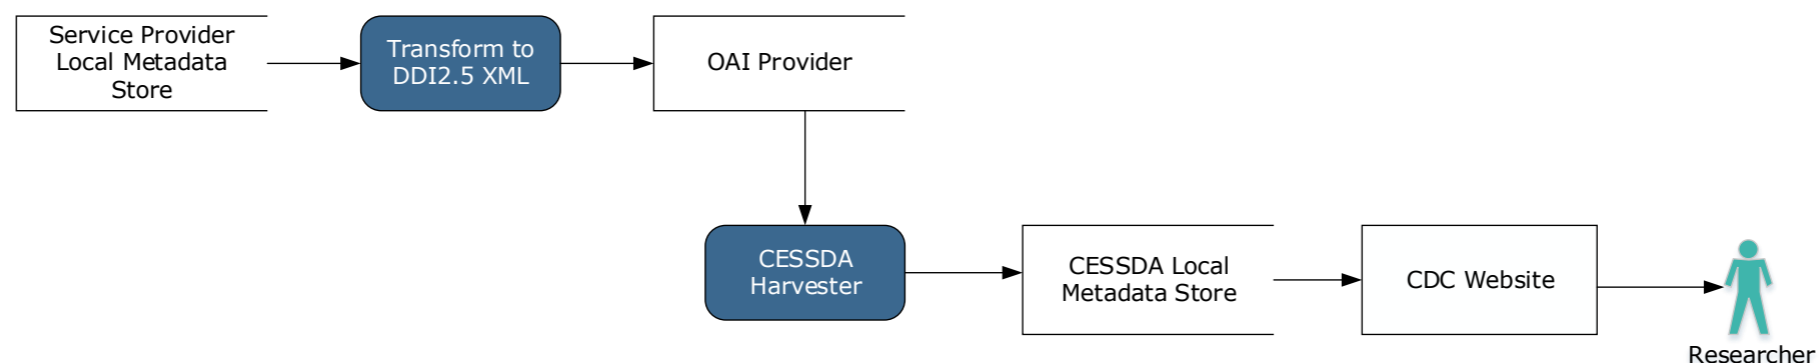 Service Provider
Local Metadata
Store
Transform to
DDI2.5 XML
OAI Provider
CESSDA
Harvester
CESSDA Local
Metadata Store
CDC Website
Researcher